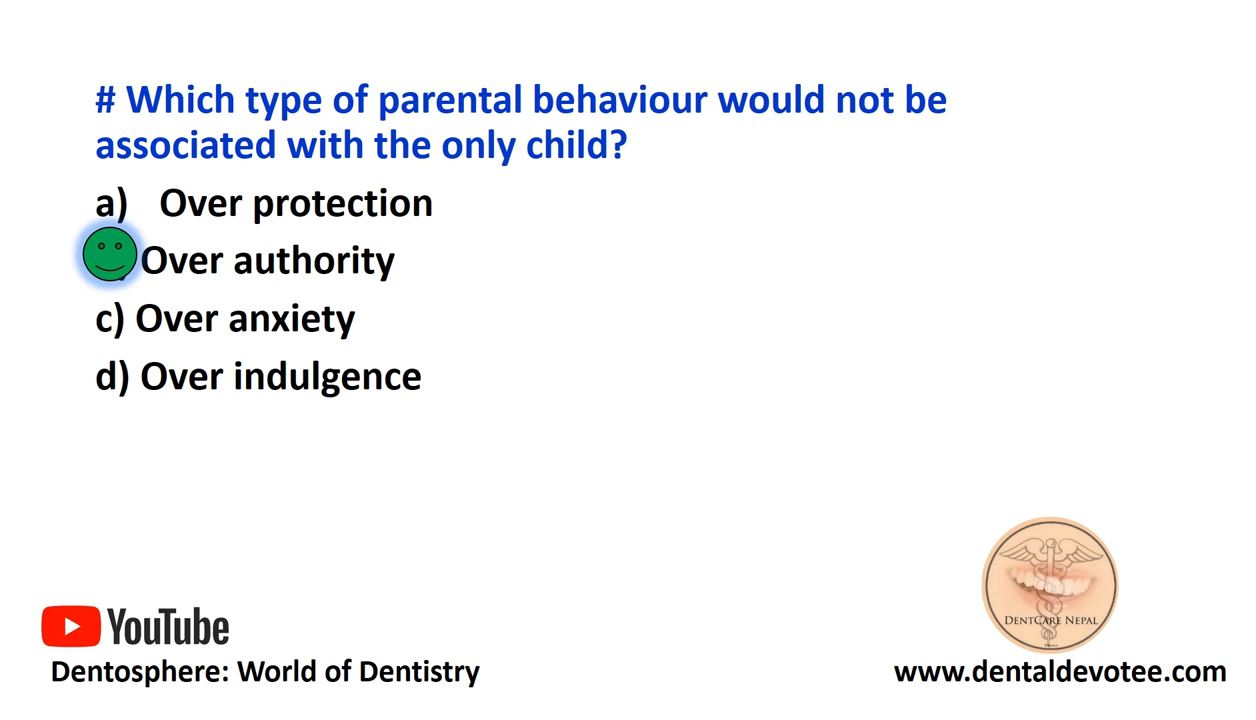 # Which type of parental behaviour would not be
associated with the only child?
a) Over protection
Over authority
c) Over anxiety
d) Over indulgence
DENTCARE NEPAL
YouTube
Dentosphere: World of Dentistry
www.dentaldevotee.com